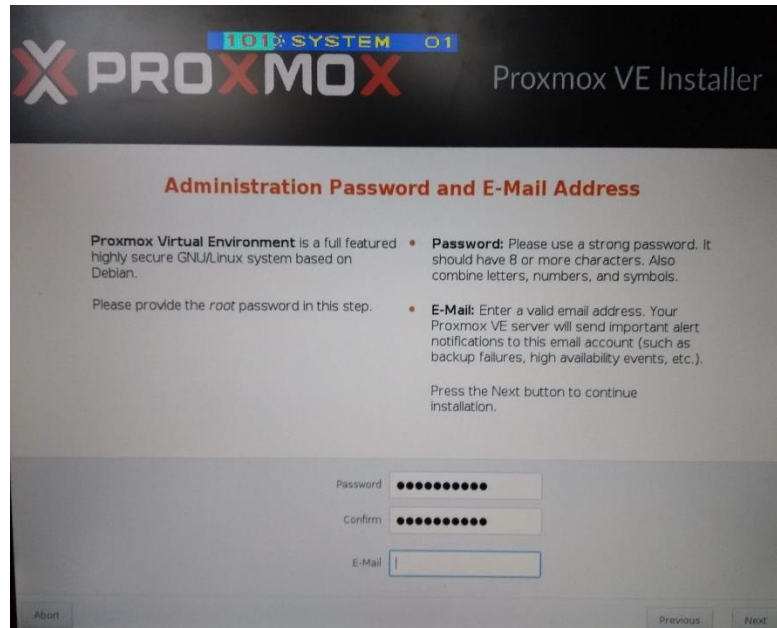 101 SYSTEM 01
PROXMOX
Proxmox VE Installer
Administration Password and E-Mail Address
Proxmox Virtual Environment is a full featured
highly secure GNU/Linux system based on
Debian.
Please provide the root password in this step.
• Password: Please use a strong password. It
should have 8 or more characters. Also
combine letters, numbers, and symbols.
• E-Mail: Enter a valid email address. Your
Proxmox VE server will send important alert
notifications to this email account (such as
backup failures, high availability events, etc.).
Press the Next button to continue
installation.
Password ●●●●●●●●●●
Confirm ●●●●●●●●●●
E-Mail
Abort
Previous
Next